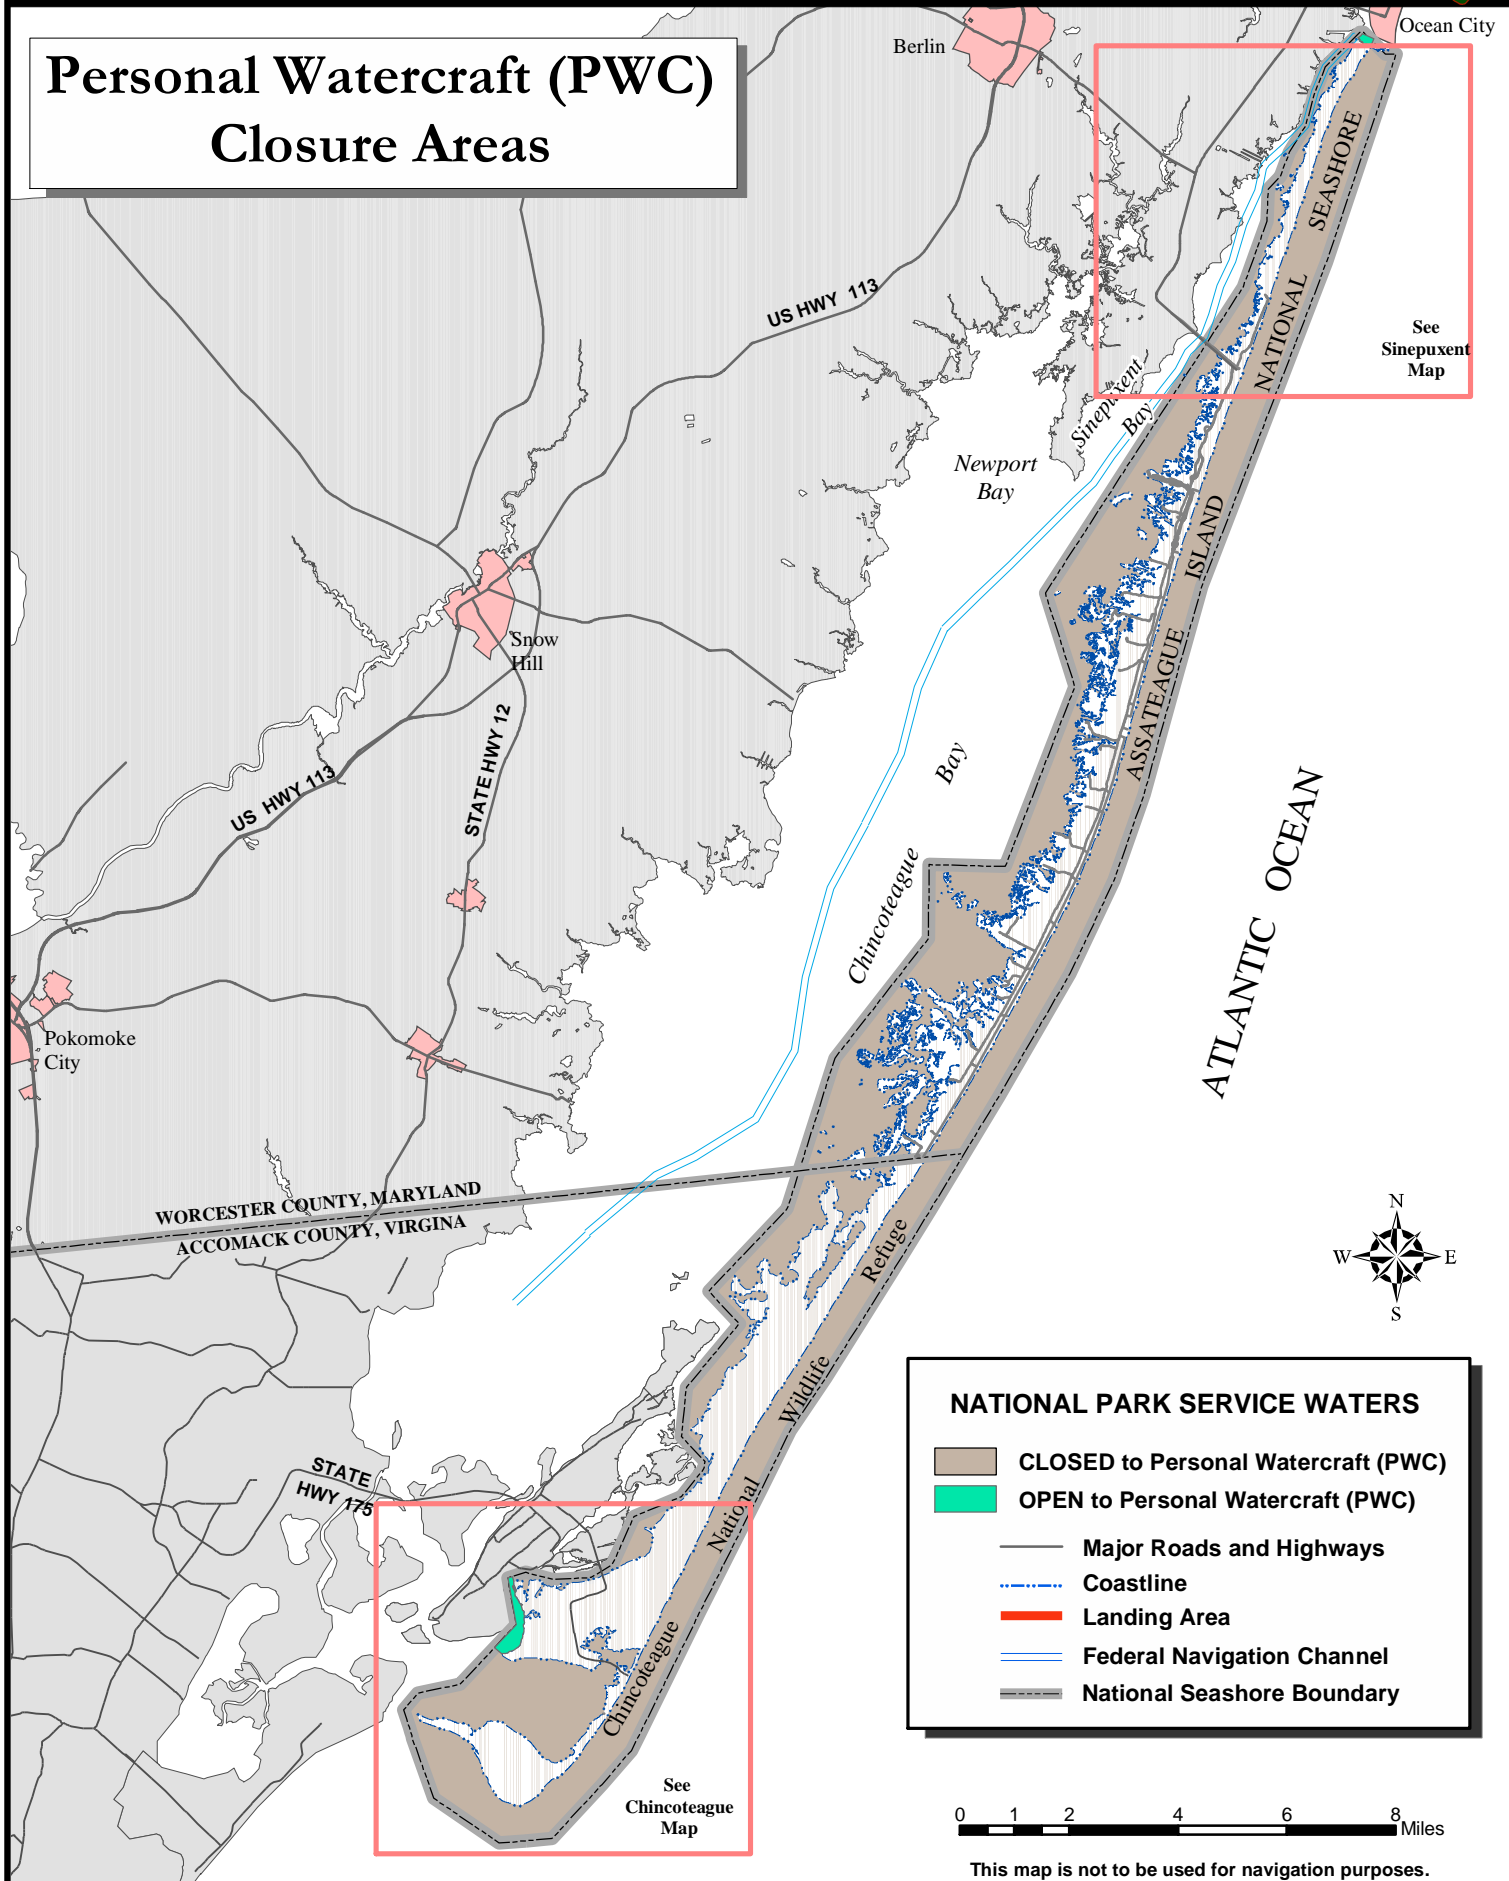 Personal Watercraft (PWC)
Closure Areas
Ocean City
Berlin
SEASHORE
US HWY 113
NATIONAL
See
Sinepuxent
Map
Sinepuxent
Bay
Newport
Bay
ISLAND
Snow
Hill
ASSATEAGUE
STATE HWY 12
Bay
US HWY 113
ATLANTIC OCEAN
Chincoteague
Pokomoke
City
WORCESTER COUNTY, MARYLAND
ACCOMACK COUNTY, VIRGINA
Refuge
N
W
E
S
Wildlife
NATIONAL PARK SERVICE WATERS
CLOSED to Personal Watercraft (PWC)
OPEN to Personal Watercraft (PWC)
Major Roads and Highways
Coastline
Landing Area
Federal Navigation Channel
National Seashore Boundary
STATE
HWY 175
National
Chincoteague
See
Chincoteague
Map
0 1 2 4 6 8
Miles
This map is not to be used for navigation purposes.